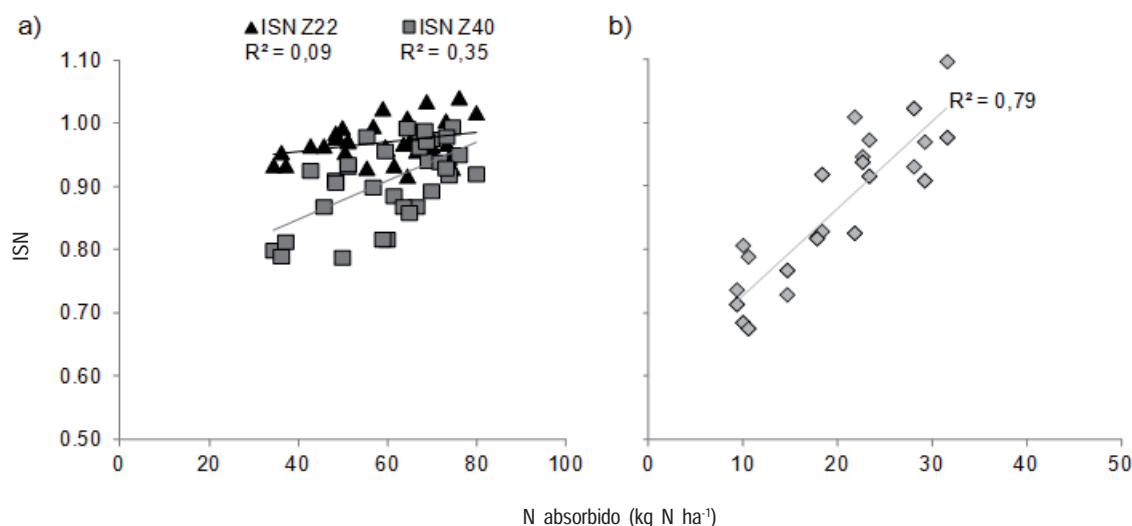 a)
ISN Z22 ISN Z40
R² = 0,09 R² = 0,35
b)
1.10
1.00
0.90
0.80
0.70
0.60
0.50
ISN
0 20 40 60 80 100
R² = 0,79
0 10 20 30 40 50
N absorbido (kg N ha⁻¹)